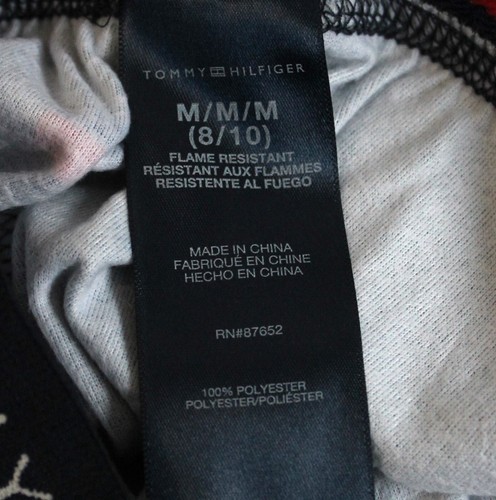 TOMMY HILFIGER
M/M/M
(8/10)
FLAME RESISTANT
RÉSISTANT AUX FLAMMES
RESISTENTE AL FUEGO
MADE IN CHINA
FABRIQUÉ EN CHINE
HECHO EN CHINA
RN#87652
100% POLYESTER
POLYESTER/POLIÉSTER